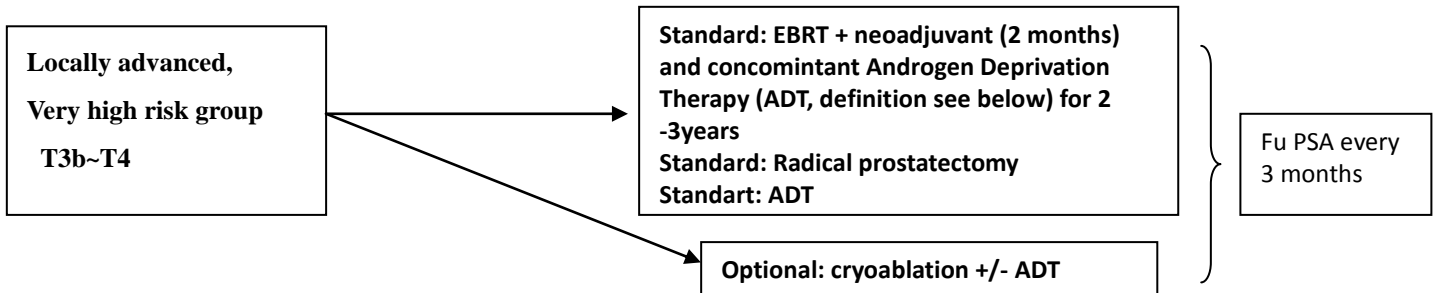 Locally advanced,
Very high risk group
T3b~T4
Standard: EBRT + neoadjuvant (2 months)
and concomintant Androgen Deprivation
Therapy (ADT, definition see below) for 2
-3years
Standard: Radical prostatectomy
Standart: ADT
Optional: cryoablation +/- ADT
Fu PSA every
3 months